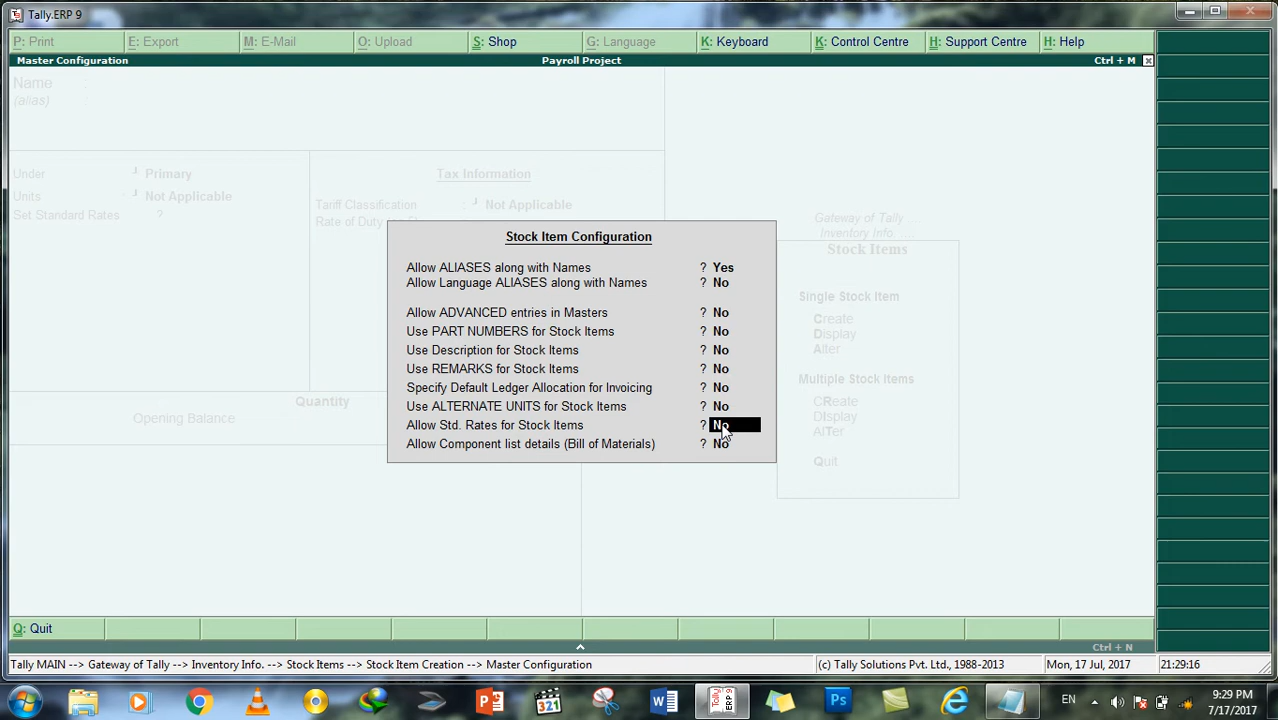 Tally.ERP 9
P: Print
E: Export
M: E-Mail
O: Upload
S: Shop
G: Language
K: Keyboard
K: Control Centre
H: Support Centre
H: Help
Master Configuration
Payroll Project
Ctrl + M
Name :
(alias) :
Under Primary
Units : Not Applicable
Set Standard Rates ?
Tax Information
Tariff Classification : Not Applicable
Rate of Duty
Gateway of Tally ...
Inventory Info. ...
Stock Items
Single Stock Item
Create
Display
Alter
Multiple Stock Items
CReate
DIsplay
AlTer
Quit
Quantity
Opening Balance
Stock Item Configuration
Allow ALIASES along with Names ? Yes
Allow Language ALIASES along with Names ? No
Allow ADVANCED entries in Masters ? No
Use PART NUMBERS for Stock Items ? No
Use Description for Stock Items ? No
Use REMARKS for Stock Items ? No
Specify Default Ledger Allocation for Invoicing ? No
Use ALTERNATE UNITS for Stock Items ? No
Allow Std. Rates for Stock Items ? No
Allow Component list details (Bill of Materials) ? No
Q: Quit
Ctrl + N
Tally MAIN --> Gateway of Tally --> Inventory Info. --> Stock Items --> Stock Item Creation --> Master Configuration
(c) Tally Solutions Pvt. Ltd., 1988-2013
Mon, 17 Jul, 2017
21:29:16
321
Tally
ERP 9
Ps
EN
9:29 PM
7/17/2017